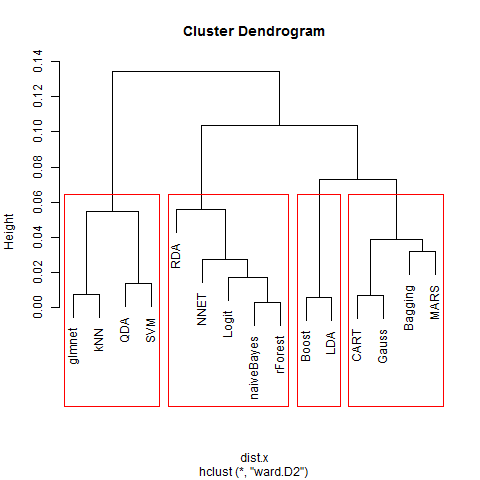 Cluster Dendrogram
Height
0.00 0.02 0.04 0.06 0.08 0.10 0.12 0.14
glmnet
kNN
QDA
SVM
RDA
NNET
Logit
naiveBayes
rForest
Boost
LDA
CART
Gauss
Bagging
MARS
dist.x
hclust (*, "ward.D2")